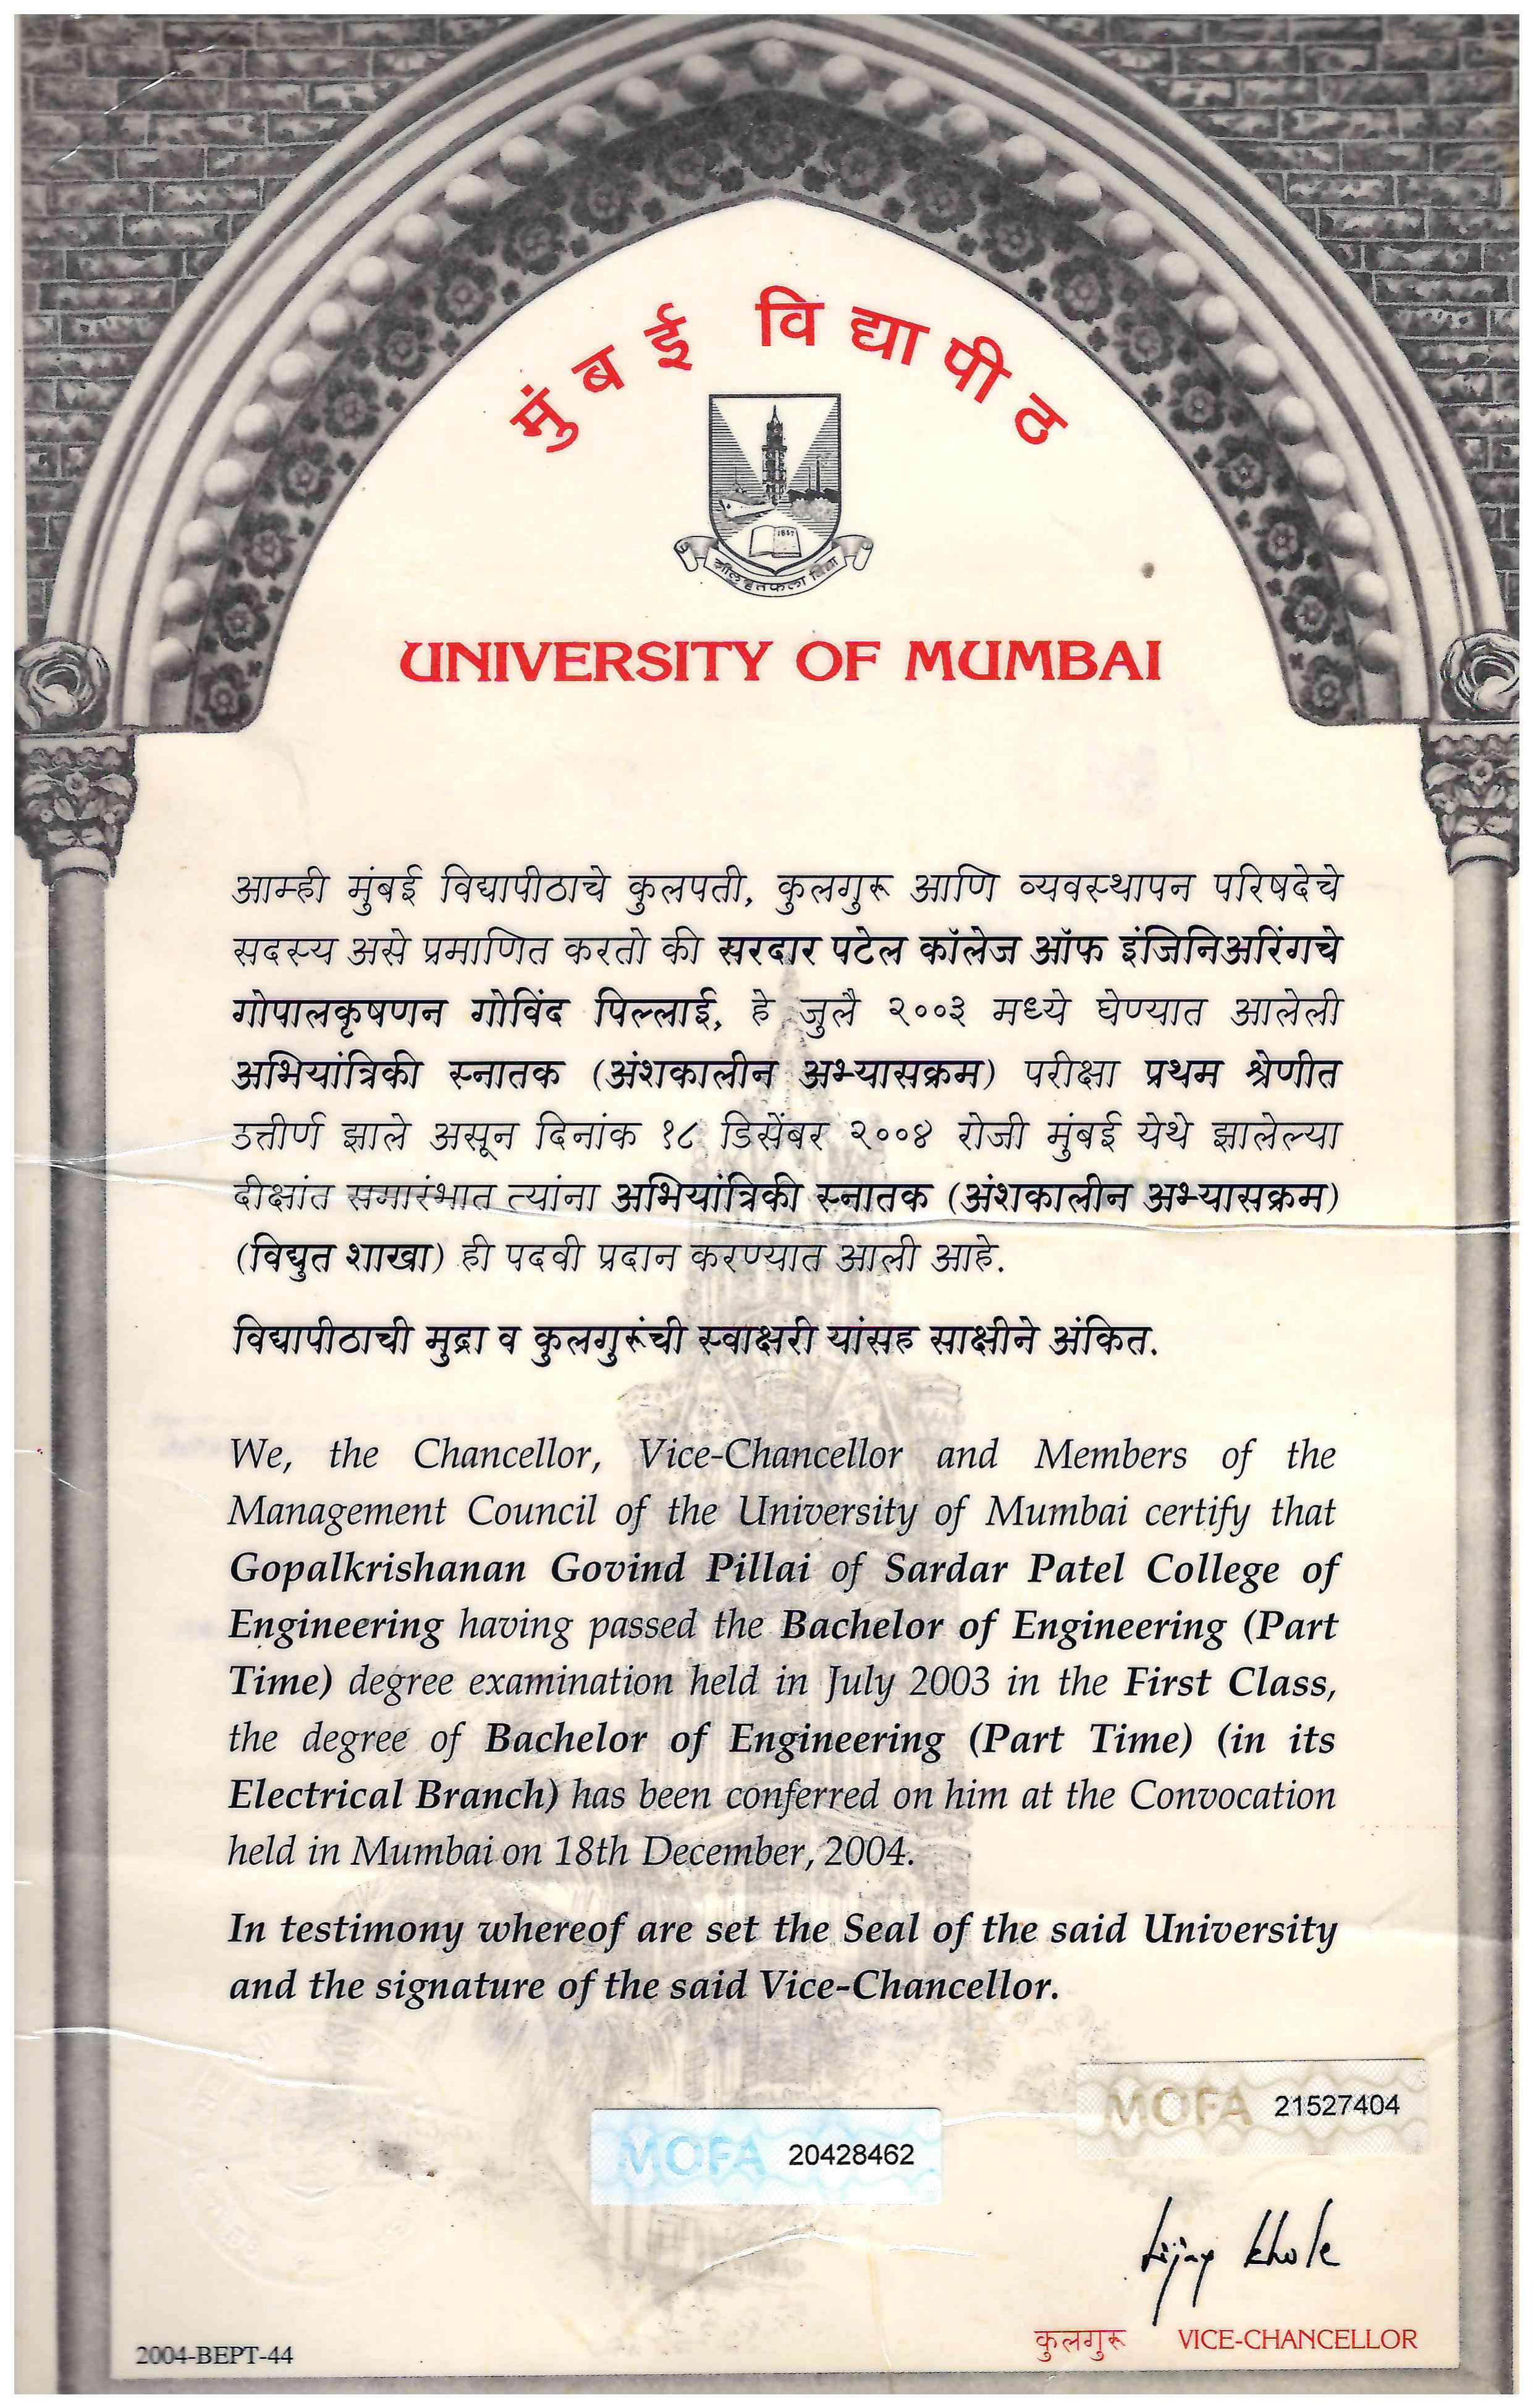 मुंबई विद्यापीठ
1857
UNIVERSITY OF MUMBAI
आम्ही मुंबई विद्यापीठाचे कुलपती, कुलगुरू आणि व्यवस्थापन परिषदेचे
सदस्य असे प्रमाणित करतो की सरदार पटेल कॉलेज ऑफ इंजिनिअरिंगचे
गोपालकृषणन गोविंद पिल्लाई, हे जुलै २००३ मध्ये घेण्यात आलेली
अभियांत्रिकी स्नातक (अंशकालीन अभ्यासक्रम) परीक्षा प्रथम श्रेणीत
उत्तीर्ण झाले असून दिनांक १८ डिसेंबर २००४ रोजी मुंबई येथे झालेल्या
दीक्षांत समारंभात त्यांना अभियांत्रिकी स्नातक (अंशकालीन अभ्यासक्रम)
(विद्युत शाखा) ही पदवी प्रदान करण्यात आली आहे.
विद्यापीठाची मुद्रा व कुलगुरूंची स्वाक्षरी यांसह साक्षीने अंकित.
We, the Chancellor, Vice-Chancellor and Members of the
Management Council of the University of Mumbai certify that
Gopalkrishanan Govind Pillai of Sardar Patel College of
Engineering having passed the Bachelor of Engineering (Part
Time) degree examination held in July 2003 in the First Class,
the degree of Bachelor of Engineering (Part Time) (in its
Electrical Branch) has been conferred on him at the Convocation
held in Mumbai on 18th December, 2004.
In testimony whereof are set the Seal of the said University
and the signature of the said Vice-Chancellor.
MOFA 21527404
MOFA 20428462
Vijay Khole
कुलगुरू VICE-CHANCELLOR
2004-BEPT-44